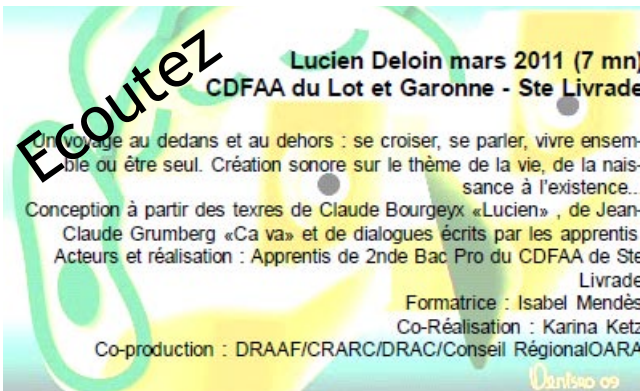 Ecoutez
Lucien Deloin mars 2011 (7 mn)
CDFAA du Lot et Garonne - Ste Livrade
Un voyage au dedans et au dehors : se croiser, se parler, vivre ensem-
ble ou être seul. Création sonore sur le thème de la vie, de la nais-
sance à l'existence..
Conception à partir des texres de Claude Bourgeyx «Lucien» , de Jean-
Claude Grumberg «Ca va» et de dialogues écrits par les apprentis
Acteurs et réalisation : Apprentis de 2nde Bac Pro du CDFAA de Ste
Livrade
Formatrice : Isabel Mendès
Co-Réalisation : Karina Ketz
Co-production : DRAAF/CRARC/DRAC/Conseil RégionalOARA
09